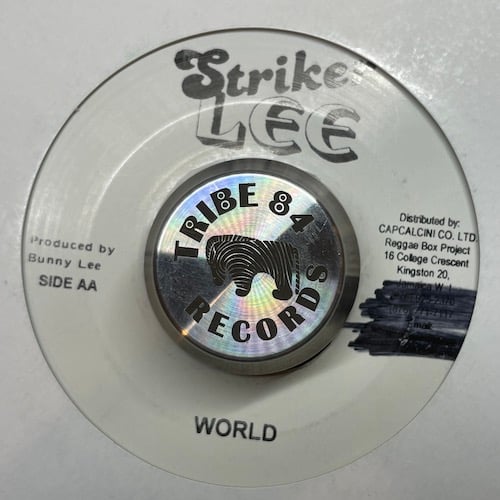 Striker
LEE
TRIBE 84
RECORDS
Produced by
Bunny Lee
SIDE AA
Distributed by:
CAPCALCINI CO. LTD.
Reggae Box Project
16 College Crescent
Kingston 20,
WORLD